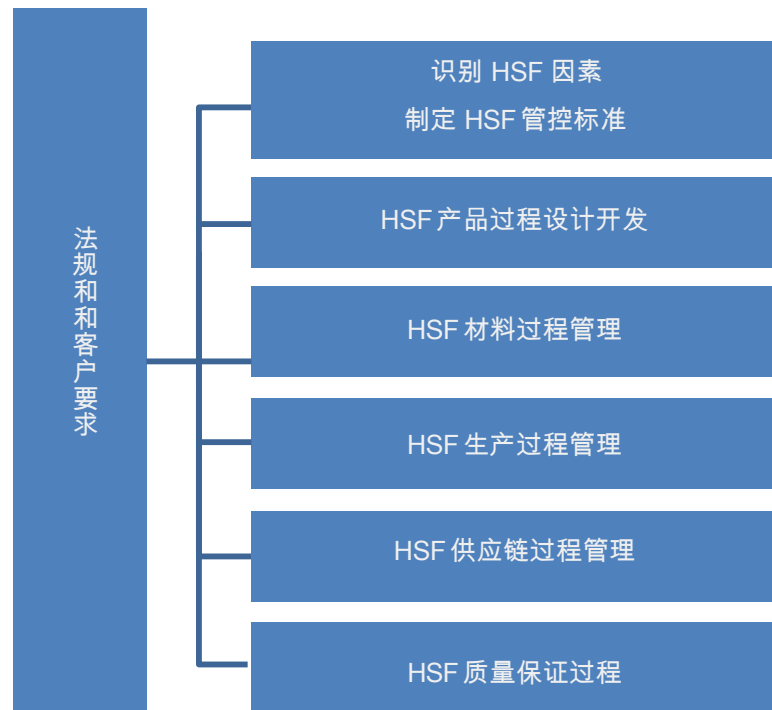 法规和和客户要求
识别 HSF 因素
制定 HSF 管控标准
HSF 产品过程设计开发
HSF 材料过程管理
HSF 生产过程管理
HSF 供应链过程管理
HSF 质量保证过程